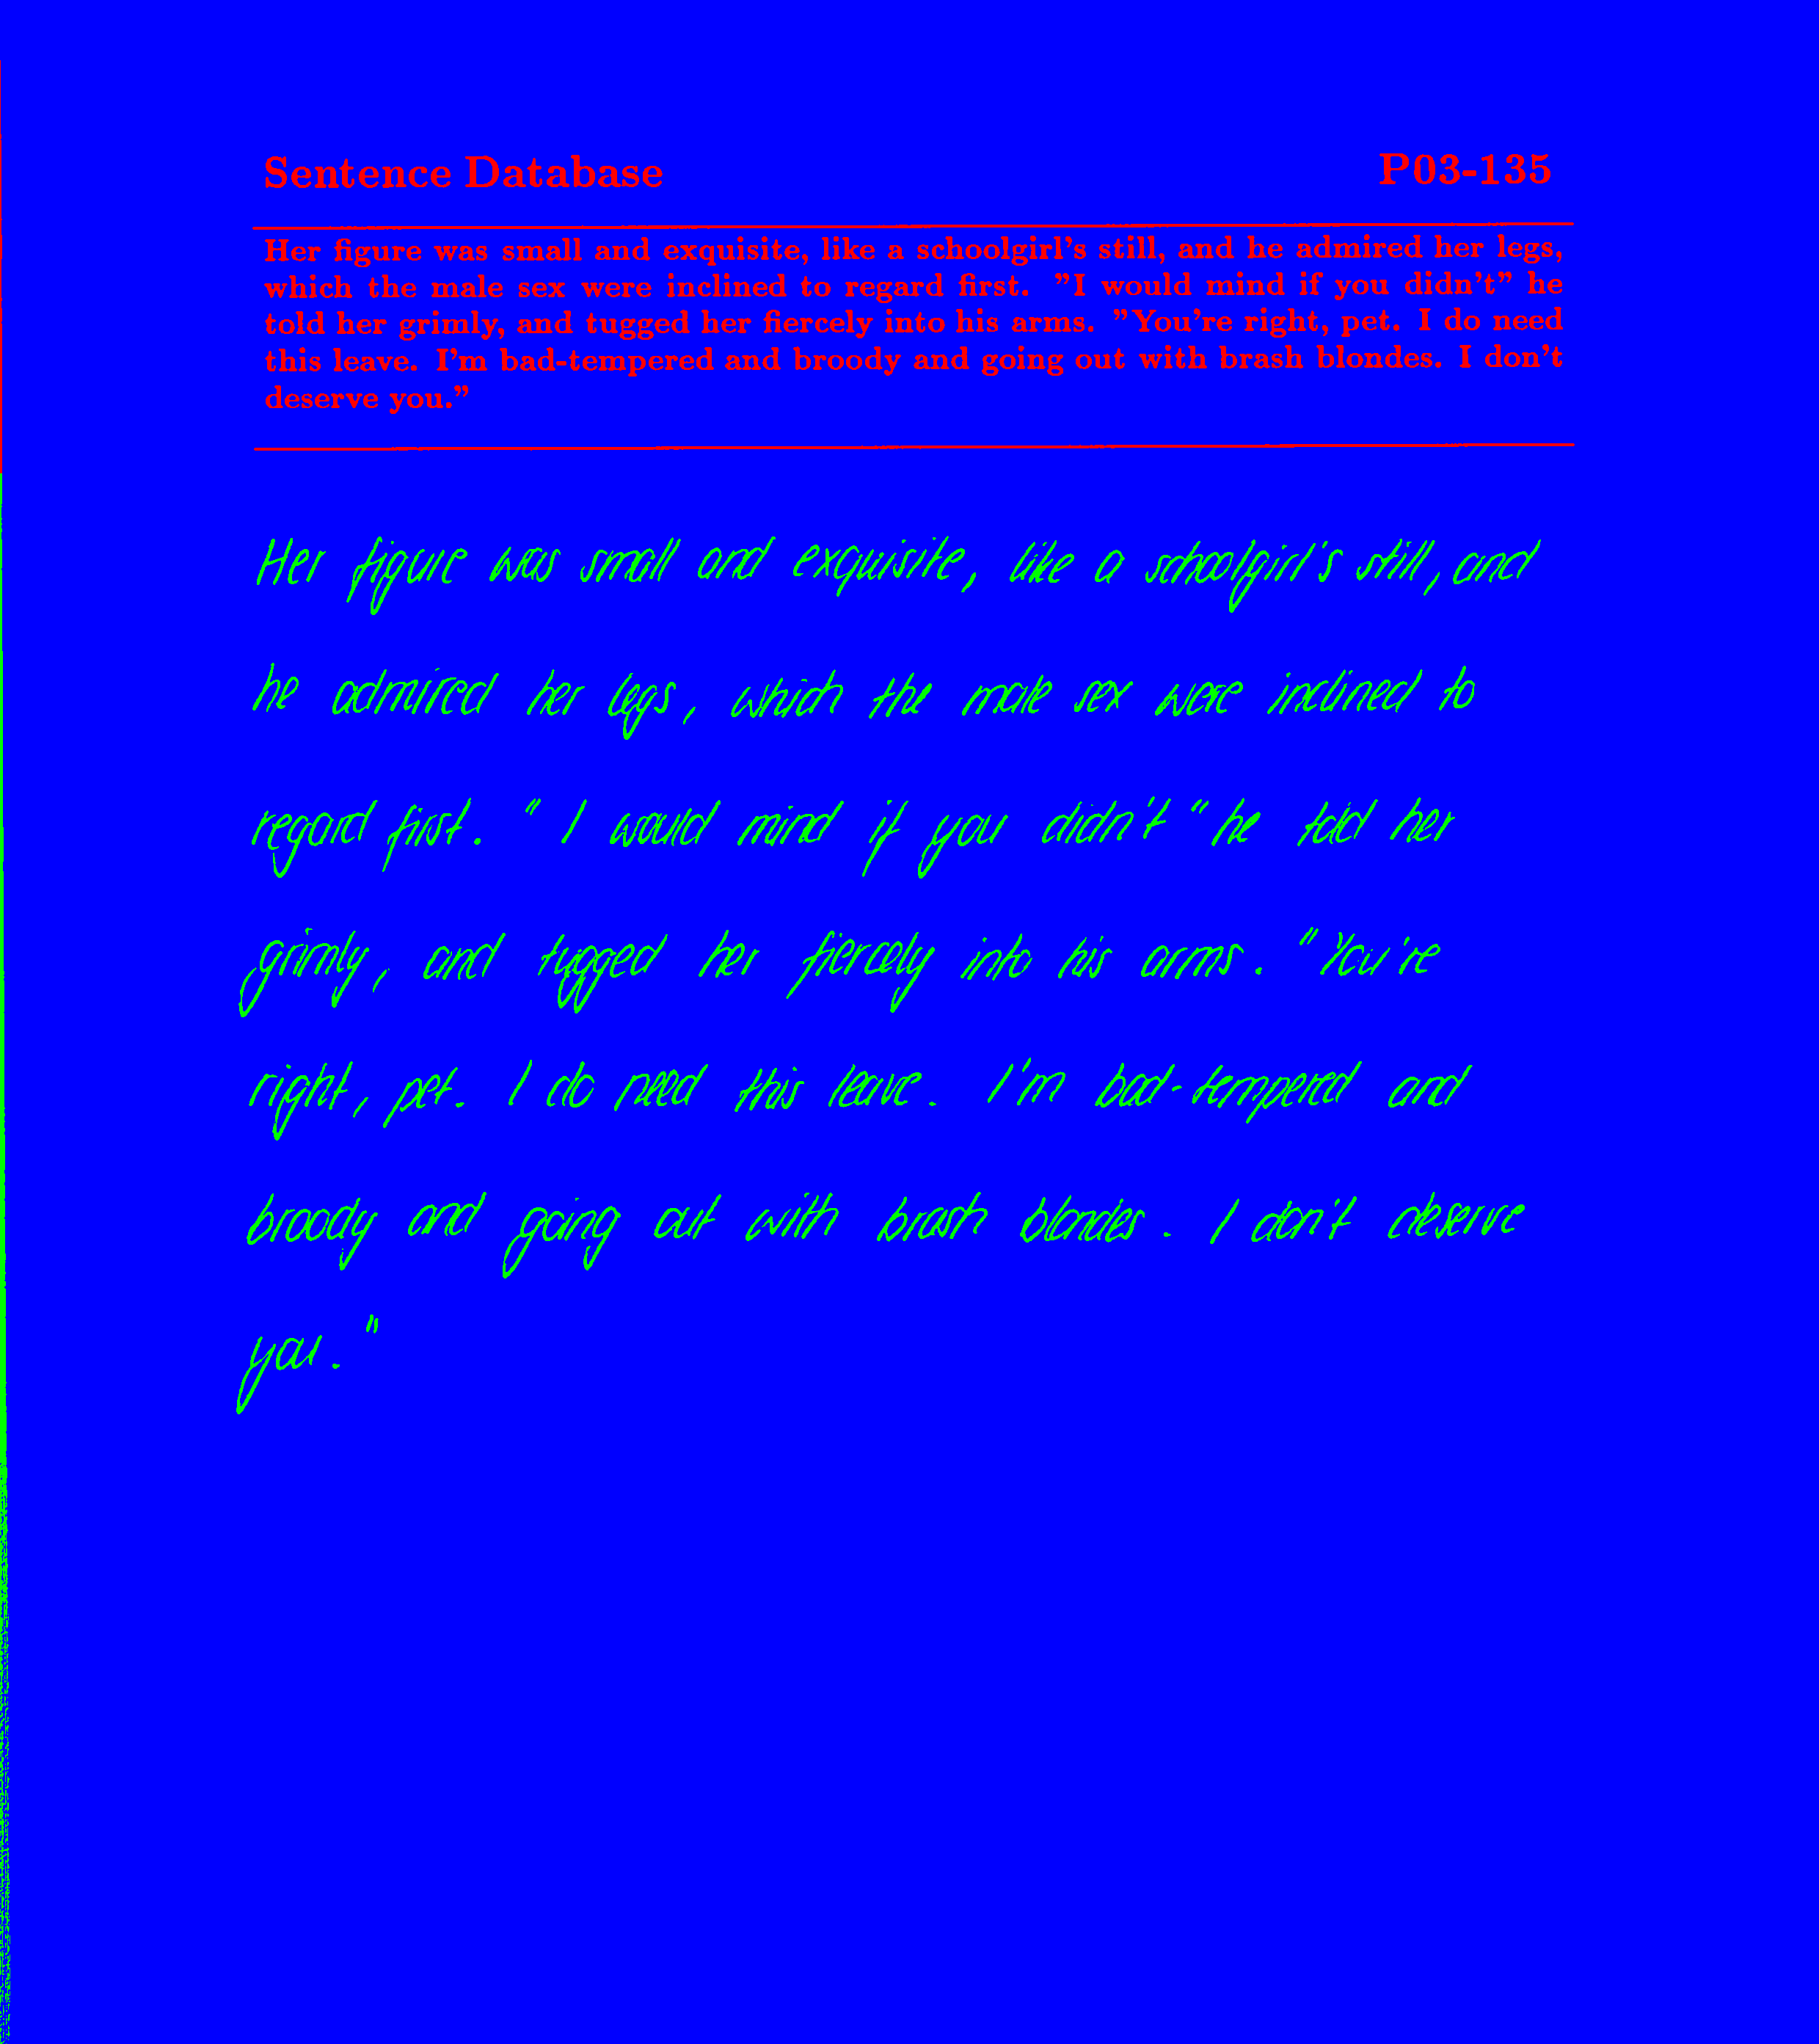 Sentence Database P03-135
Her figure was small and exquisite, like a schoolgirl's still, and he admired her legs,
which the male sex were inclined to regard first. "I would mind if you didn't" he
told her grimly, and tugged her fiercely into his arms. "You're right, pet. I do need
this leave. I'm bad-tempered and broody and going out with brash blondes. I don't
deserve you."
Her figure was small and exquisite, like a schoolgirl's still, and
he admired her legs, which the male sex were inclined to
regard first. "I would mind if you didn't" he told her
grimly, and tugged her fiercely into his arms. "You're
right, pet. I do need this leave. I'm bad-tempered and
broody and going out with brash blondes. I don't deserve
you."